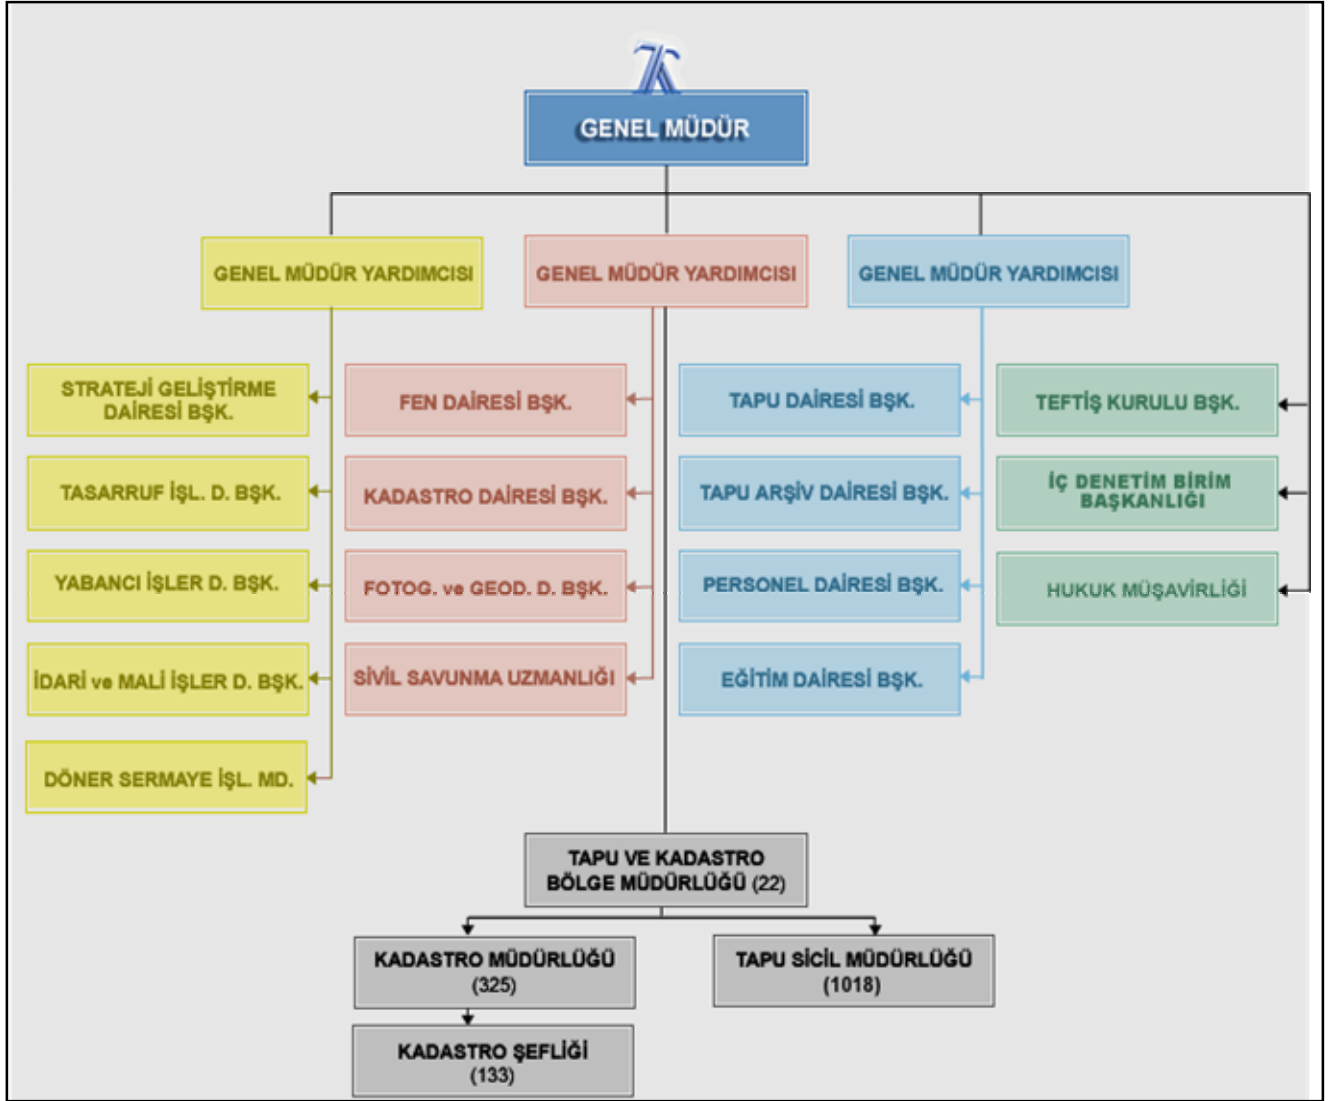 GENEL MÜDÜR
GENEL MÜDÜR YARDIMCISI
GENEL MÜDÜR YARDIMCISI
GENEL MÜDÜR YARDIMCISI
STRATEJİ GELİŞTİRME
DAİRESİ BŞK.
TASARRUF İŞL. D. BŞK.
YABANCI İŞLER D. BŞK.
İDARİ ve MALİ İŞLER D. BŞK.
DÖNER SERMAYE İŞL. MD.
FEN DAİRESİ BŞK.
KADASTRO DAİRESİ BŞK.
FOTOG. ve GEOD. D. BŞK.
SİVİL SAVUNMA UZMANLIĞI
TAPU DAİRESİ BŞK.
TAPU ARŞİV DAİRESİ BŞK.
PERSONEL DAİRESİ BŞK.
EĞİTİM DAİRESİ BŞK.
TEFTİŞ KURULU BŞK.
İÇ DENETİM BİRİM
BAŞKANLIĞI
HUKUK MÜŞAVİRLİĞİ
TAPU VE KADASTRO
BÖLGE MÜDÜRLÜĞÜ (22)
KADASTRO MÜDÜRLÜĞÜ
(325)
TAPU SİCİL MÜDÜRLÜĞÜ
(1018)
KADASTRO ŞEFLİĞİ
(133)